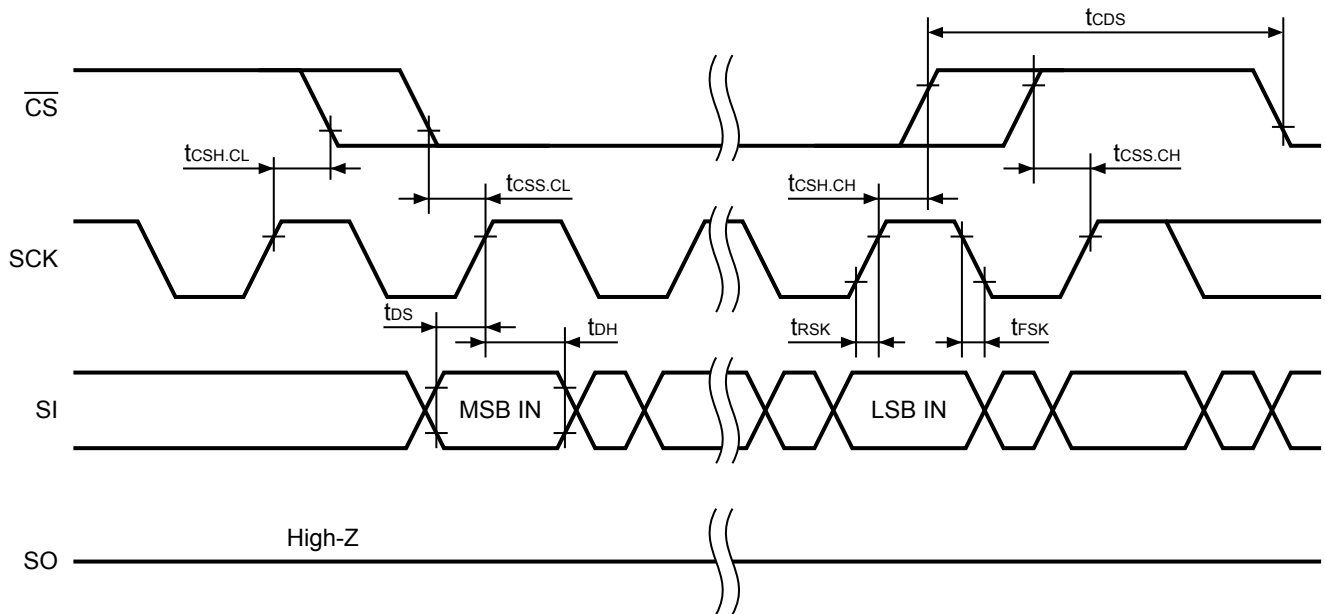 tCDS
CS
tCSH.CL
tCSS.CL
tCSH.CH
tCSS.CH
SCK
tDS
tDH
tRSK
tFSK
SI
MSB IN
LSB IN
High-Z
SO